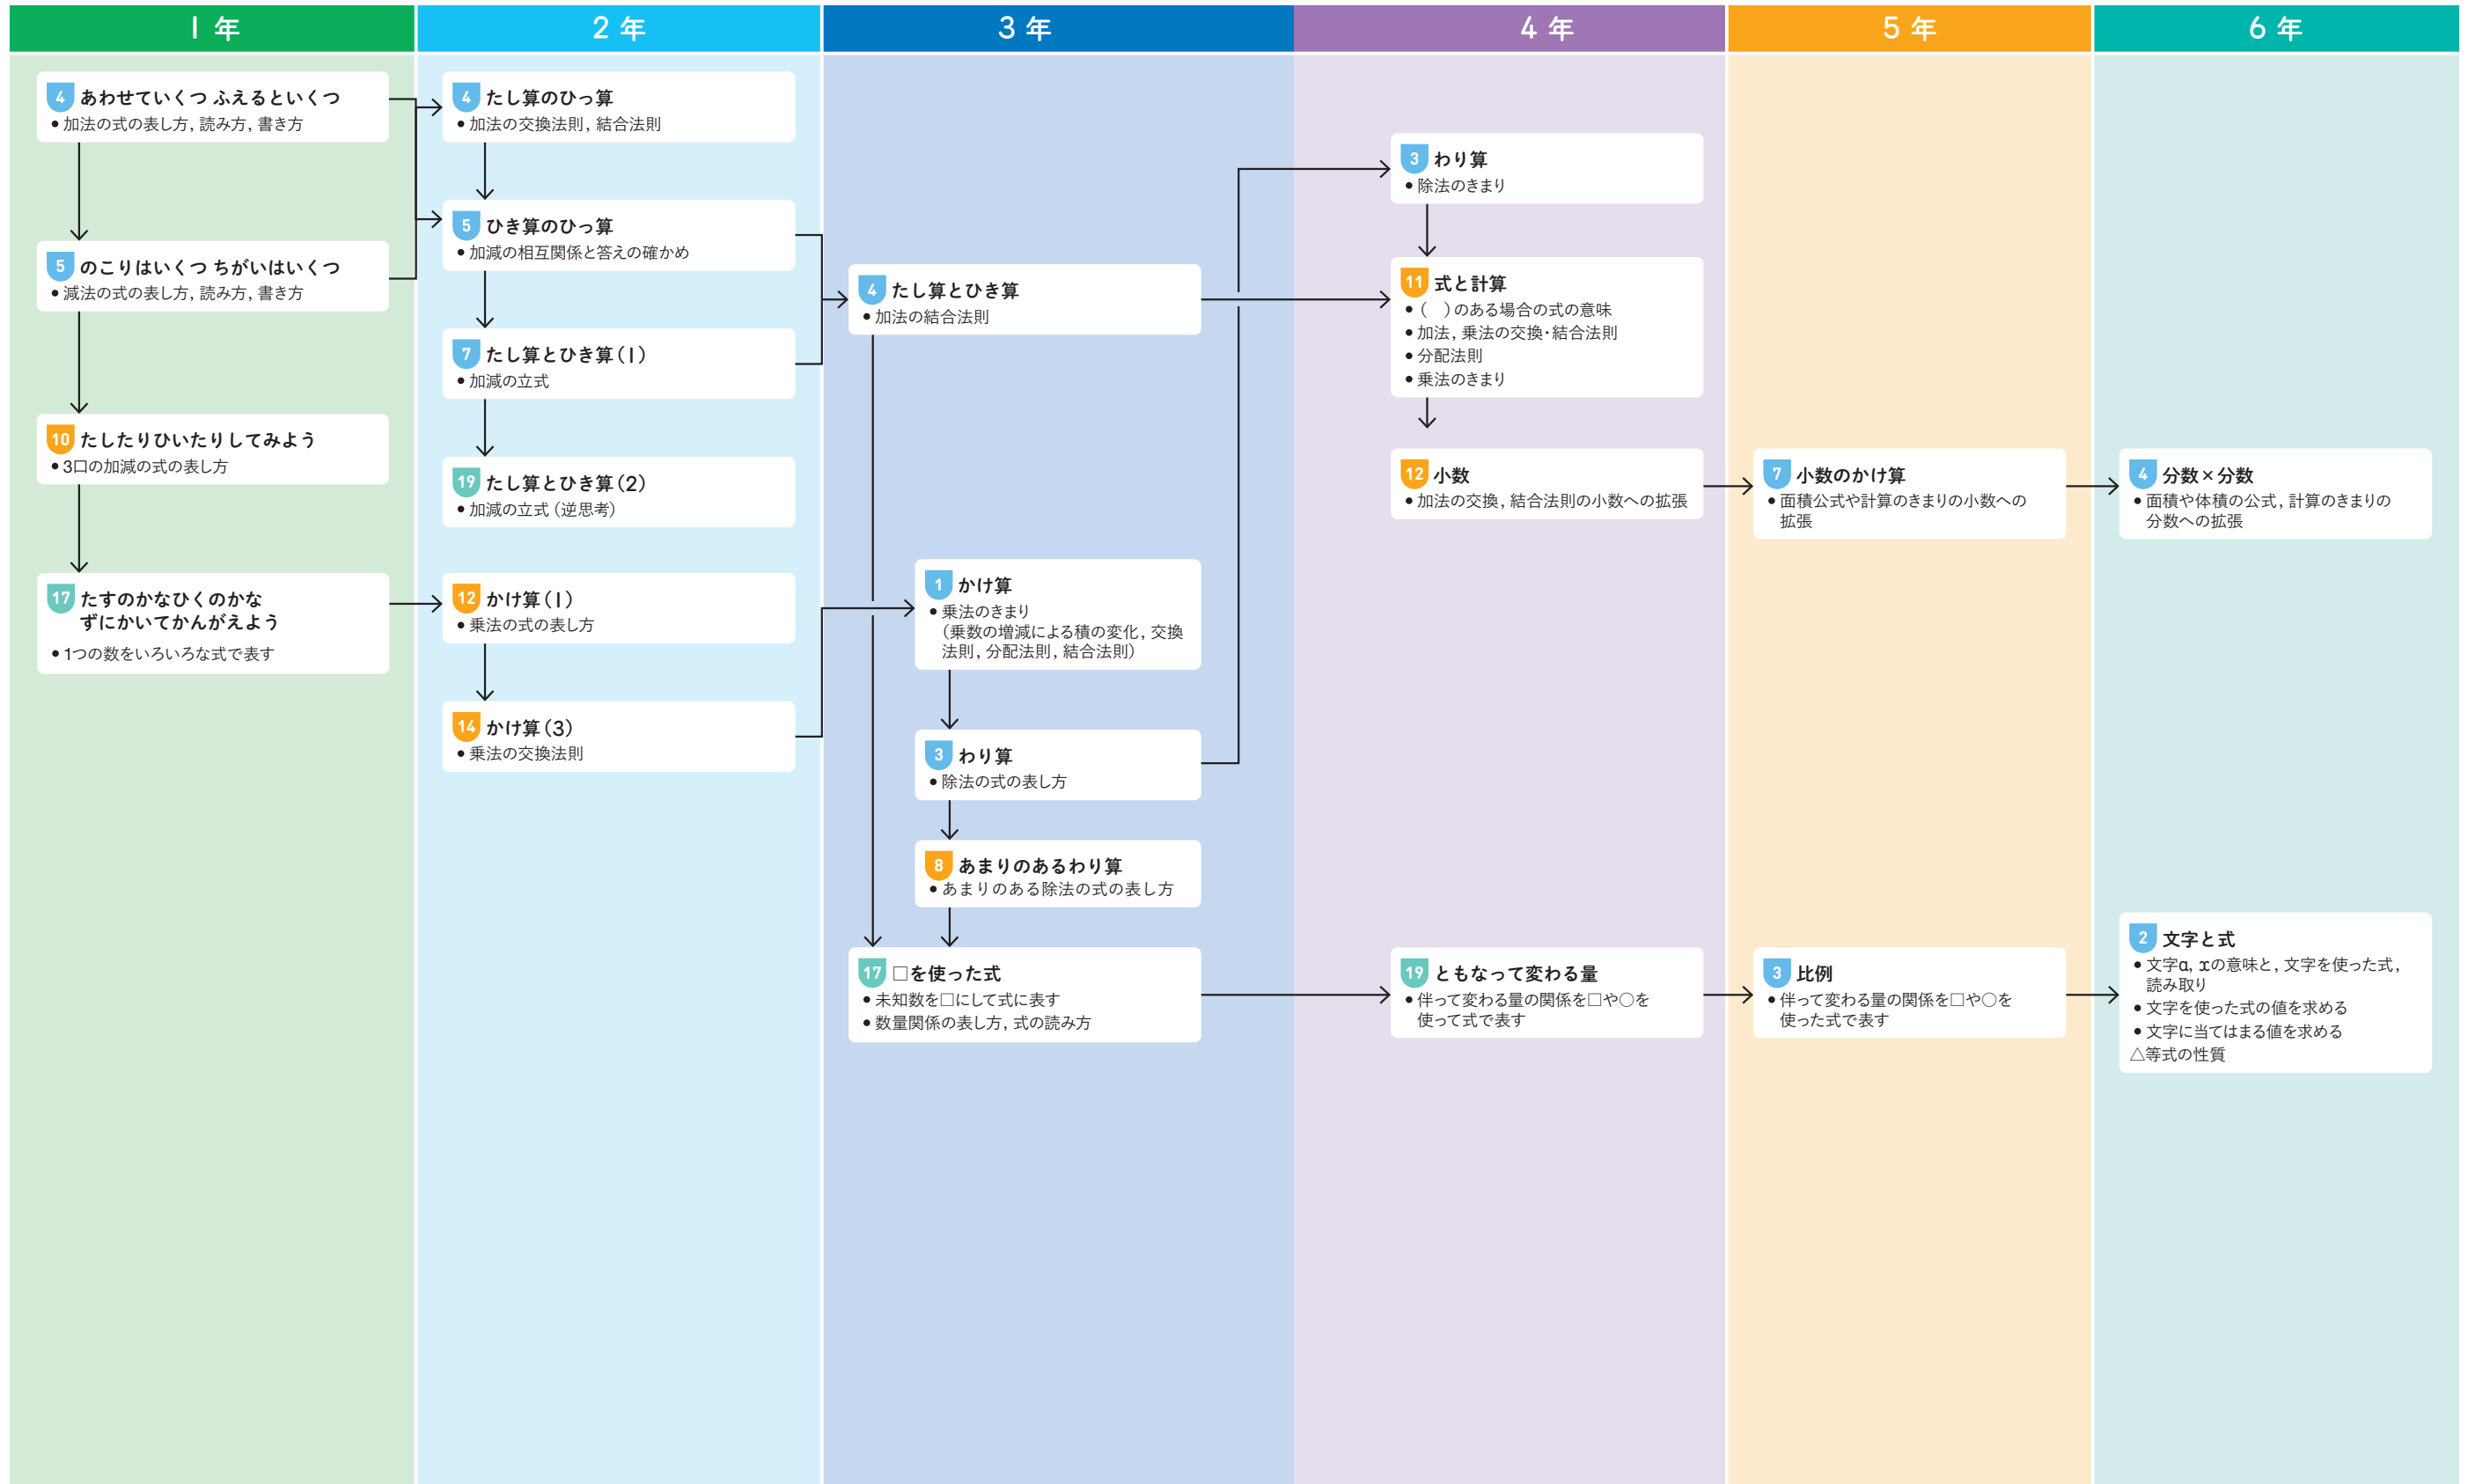 1 年
2 年
3 年
4 年
5 年
6 年
4 あわせていくつ ふえるといくつ
●加法の式の表し方，読み方，書き方
5 のこりはいくつ ちがいはいくつ
●減法の式の表し方，読み方，書き方
10 たしたりひいたりしてみよう
●3口の加減の式の表し方
17 たすのかなひくのかな
ずにかいてかんがえよう
●1つの数をいろいろな式で表す
4 たし算のひっ算
●加法の交換法則，結合法則
5 ひき算のひっ算
●加減の相互関係と答えの確かめ
7 たし算とひき算（1）
●加減の立式
19 たし算とひき算（2）
●加減の立式（逆思考）
12 かけ算（1）
●乗法の式の表し方
14 かけ算（3）
●乗法の交換法則
4 たし算とひき算
●加法の結合法則
1 かけ算
●乗法のきまり
（乗数の増減による積の変化，交換
法則，分配法則，結合法則）
3 わり算
●除法の式の表し方
8 あまりのあるわり算
●あまりのある除法の式の表し方
17 □を使った式
●未知数を□にして式に表す
●数量関係の表し方，式の読み方
3 わり算
●除法のきまり
11 式と計算
●（　）のある場合の式の意味
●加法，乗法の交換・結合法則
●分配法則
●乗法のきまり
12 小数
●加法の交換，結合法則の小数への拡張
19 ともなって変わる量
●伴って変わる量の関係を□や○を
使って式で表す
7 小数のかけ算
●面積公式や計算のきまりの小数への
拡張
3 比例
●伴って変わる量の関係を□や○を
使った式で表す
4 分数×分数
●面積や体積の公式，計算のきまりの
分数への拡張
2 文字と式
●文字a，xの意味と，文字を使った式，
読み取り
●文字を使った式の値を求める
●文字に当てはまる値を求める
△等式の性質